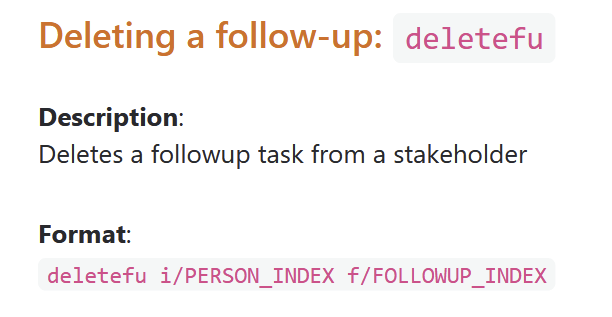 Deleting a follow-up: deletefu
Description:
Deletes a followup task from a stakeholder
Format:
deletefu i/PERSON_INDEX f/FOLLOWUP_INDEX